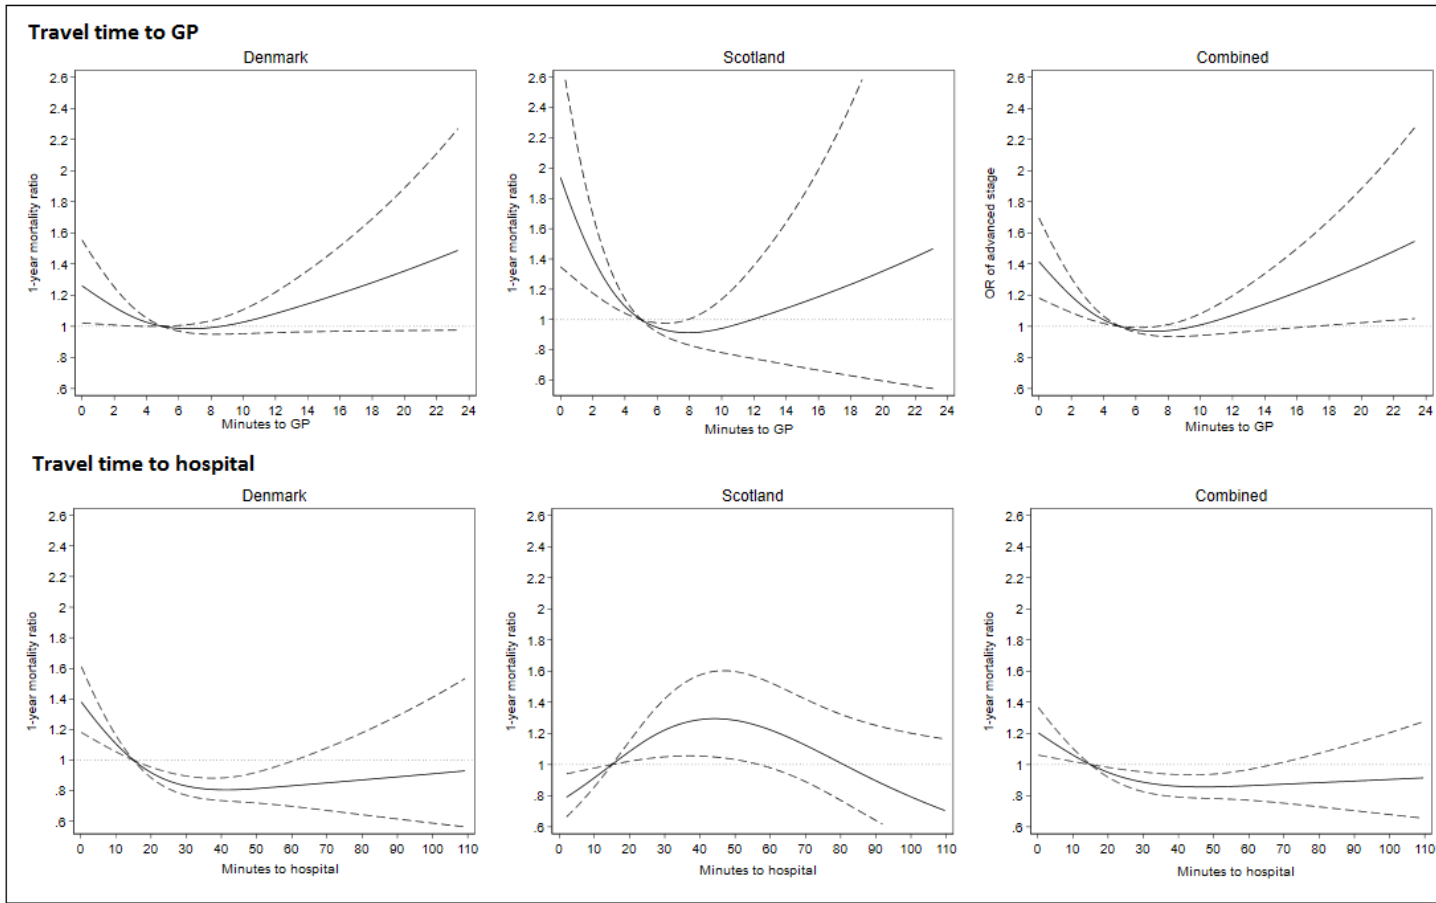 Travel time to GP
Denmark
Scotland
Combined
1-year mortality ratio
2.6
2.4
2.2
2
1.8
1.6
1.4
1.2
1
.8
.6
0 2 4 6 8 10 12 14 16 18 20 22 24
Minutes to GP
1-year mortality ratio
2.6
2.4
2.2
2
1.8
1.6
1.4
1.2
1
.8
.6
0 2 4 6 8 10 12 14 16 18 20 22 24
Minutes to GP
OR of advanced stage
2.6
2.4
2.2
2
1.8
1.6
1.4
1.2
1
.8
.6
0 2 4 6 8 10 12 14 16 18 20 22 24
Minutes to GP
Travel time to hospital
Denmark
Scotland
Combined
1-year mortality ratio
2.6
2.4
2.2
2
1.8
1.6
1.4
1.2
1
.8
.6
0 10 20 30 40 50 60 70 80 90 100 110
Minutes to hospital
1-year mortality ratio
2.6
2.4
2.2
2
1.8
1.6
1.4
1.2
1
.8
.6
0 10 20 30 40 50 60 70 80 90 100 110
Minutes to hospital
1-year mortality ratio
2.6
2.4
2.2
2
1.8
1.6
1.4
1.2
1
.8
.6
0 10 20 30 40 50 60 70 80 90 100 110
Minutes to hospital